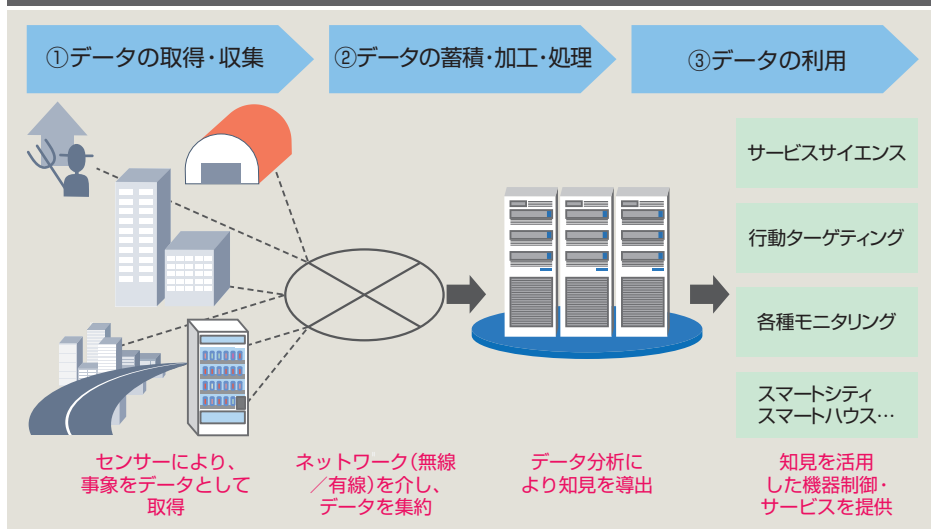 ①データの取得・収集
②データの蓄積・加工・処理
③データの利用
サービスサイエンス
行動ターゲティング
各種モニタリング
スマートシティ
スマートハウス…
センサーにより、
事象をデータとして
取得
ネットワーク(無線
／有線)を介し、
データを集約
データ分析に
より知見を導出
知見を活用
した機器制御・
サービスを提供